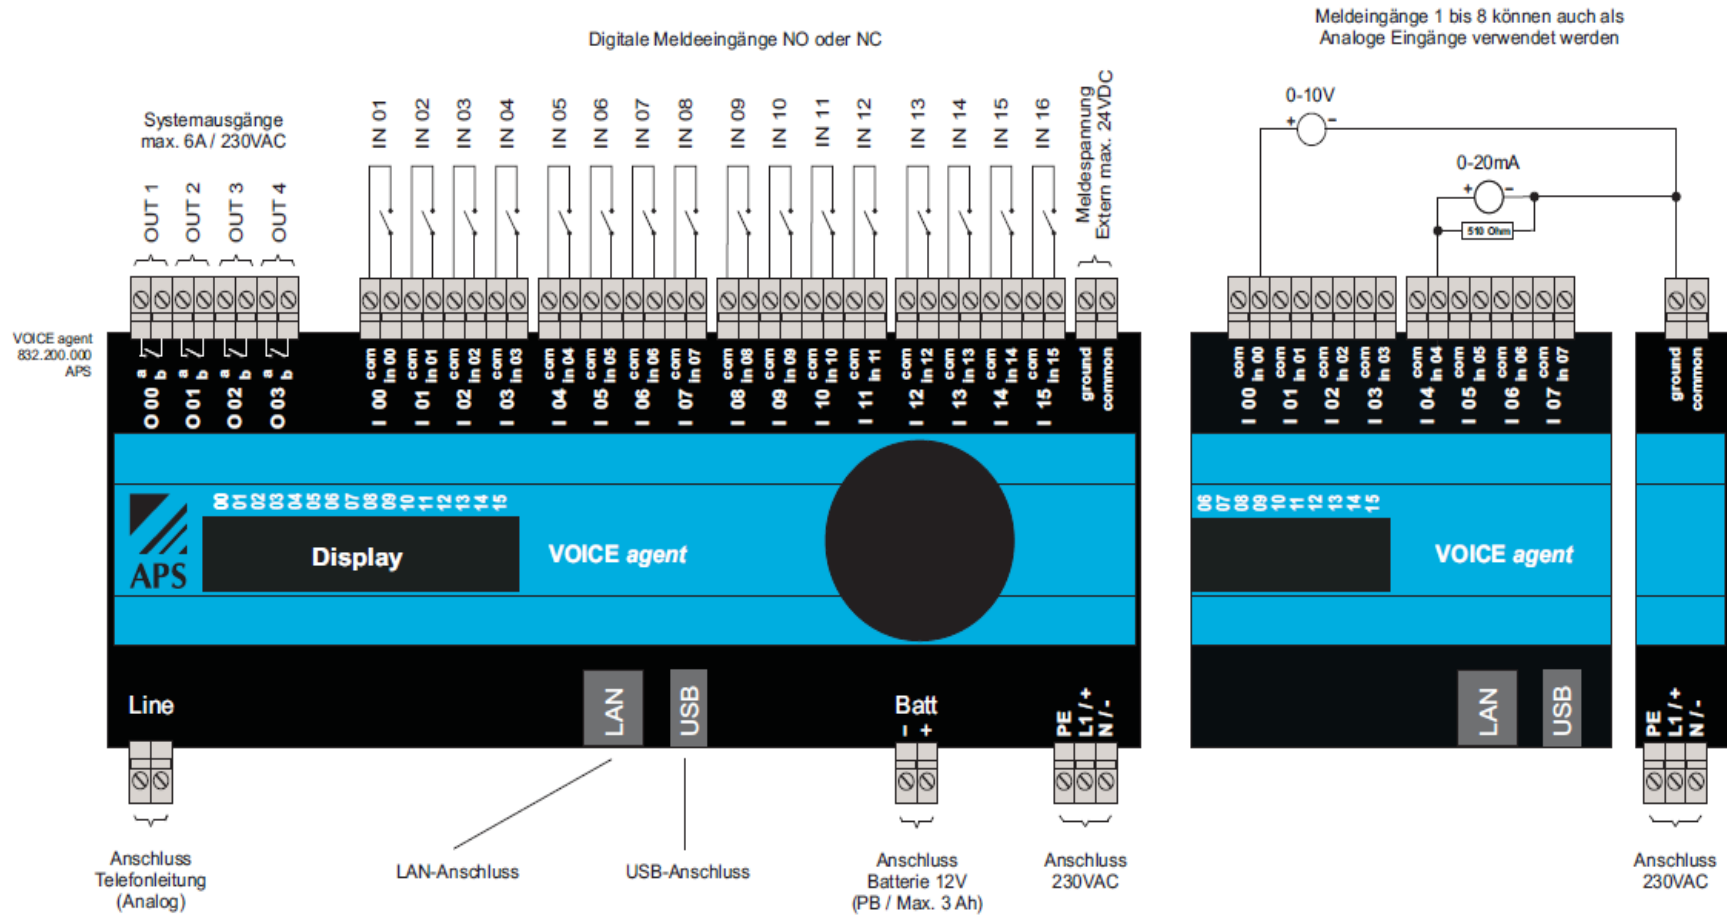 Digitale Meldeeingänge NO oder NC
Meldeingänge 1 bis 8 können auch als
Analoge Eingänge verwendet werden
Systemausgänge
max. 6A / 230VAC
OUT 1
OUT 2
OUT 3
OUT 4
IN 01
IN 02
IN 03
IN 04
IN 05
IN 06
IN 07
IN 08
IN 09
IN 10
IN 11
IN 12
IN 13
IN 14
IN 15
IN 16
Meldespannung
Extern max. 24VDC
0-10V
+ −
0-20mA
+ −
510 Ohm
VOICE agent
832.200.000
APS
a
b
O 00
a
b
O 01
a
b
O 02
a
b
O 03
com
in 00
I 00
com
in 01
I 01
com
in 02
I 02
com
in 03
I 03
com
in 04
I 04
com
in 05
I 05
com
in 06
I 06
com
in 07
I 07
com
in 08
I 08
com
in 09
I 09
com
in 10
I 10
com
in 11
I 11
com
in 12
I 12
com
in 13
I 13
com
in 14
I 14
com
in 15
I 15
ground
common
com
in 00
I 00
com
in 01
I 01
com
in 02
I 02
com
in 03
I 03
com
in 04
I 04
com
in 05
I 05
com
in 06
I 06
com
in 07
I 07
ground
common
00
01
02
03
04
05
06
07
08
09
10
11
12
13
14
15
APS
Display
VOICE agent
06
07
08
09
10
11
12
13
14
15
VOICE agent
Line
LAN
USB
Batt
−
+
PE
L1 / +
N / -
LAN
USB
PE
L1 / +
N / -
Anschluss
Telefonleitung
(Analog)
LAN-Anschluss
USB-Anschluss
Anschluss
Batterie 12V
(PB / Max. 3 Ah)
Anschluss
230VAC
Anschluss
230VAC